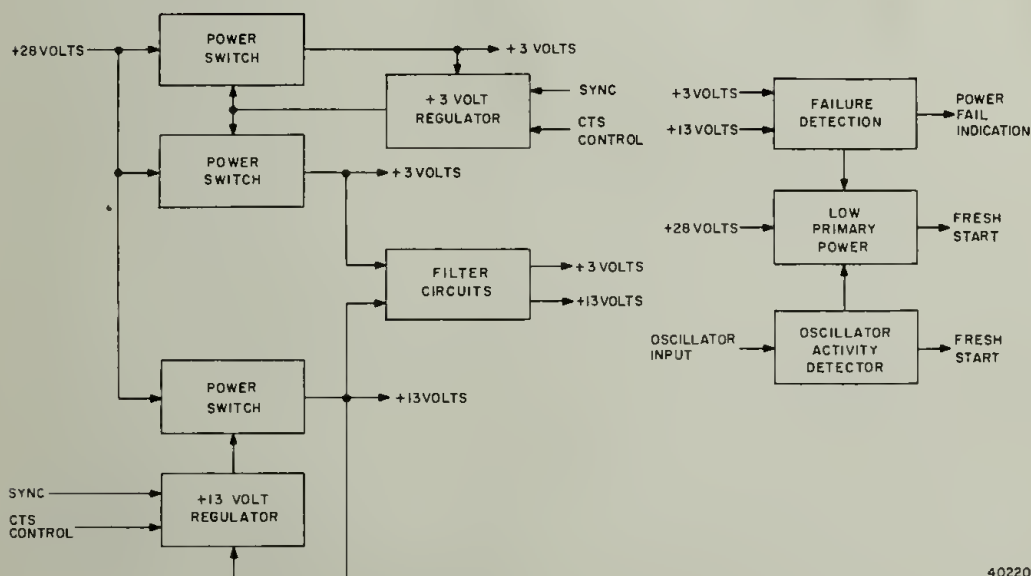 +28 VOLTS
POWER
SWITCH
+3 VOLTS
+3 VOLT
REGULATOR
SYNC
CTS
CONTROL
POWER
SWITCH
+3 VOLTS
FILTER
CIRCUITS
+3 VOLTS
+13 VOLTS
POWER
SWITCH
+13 VOLTS
SYNC
CTS
CONTROL
+13 VOLT
REGULATOR
+3 VOLTS
+13 VOLTS
FAILURE
DETECTION
POWER
FAIL
INDICATION
+28 VOLTS
LOW
PRIMARY
POWER
FRESH
START
OSCILLATOR
INPUT
OSCILLATOR
ACTIVITY
DETECTOR
FRESH
START
40220